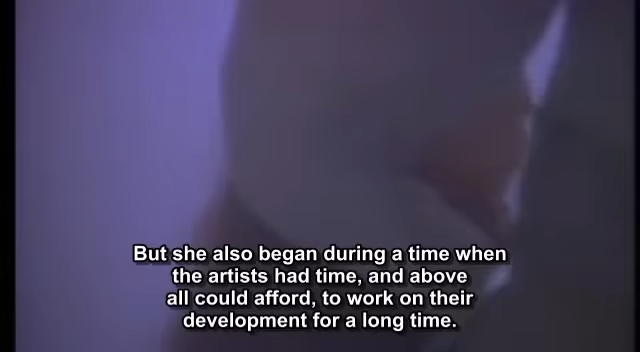 But she also began during a time when
the artists had time, and above
all could afford, to work on their
development for a long time.